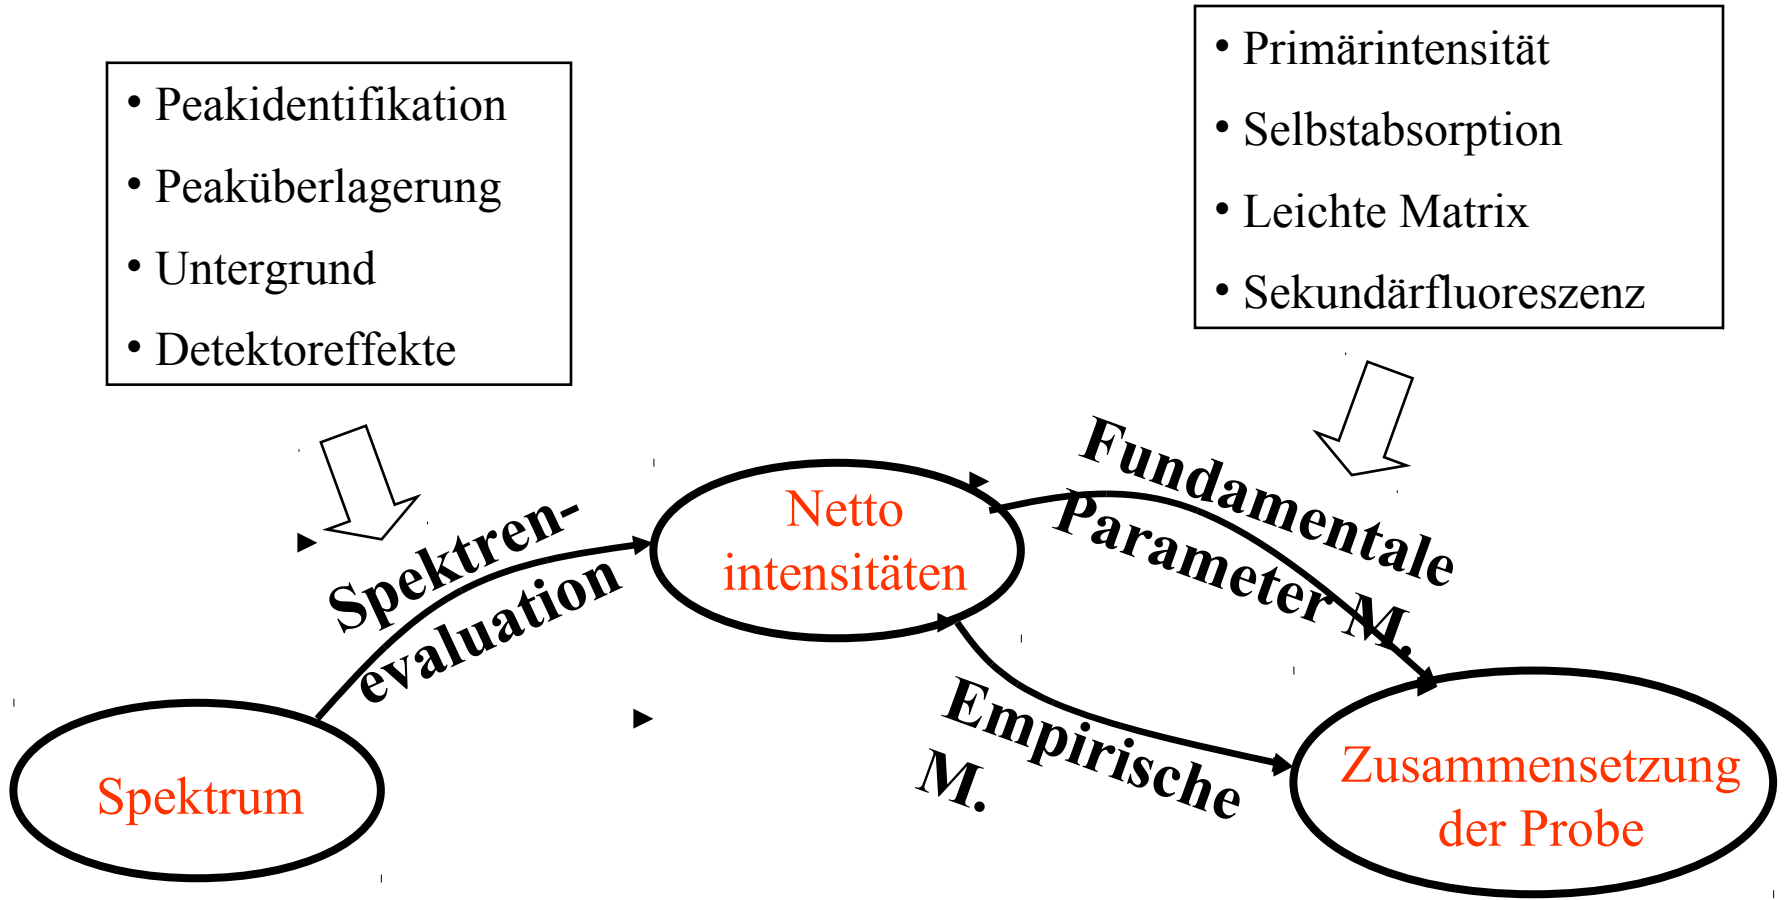 • Peakidentifikation
• Peaküberlagerung
• Untergrund
• Detektoreffekte
• Primärintensität
• Selbstabsorption
• Leichte Matrix
• Sekundärfluoreszenz
Spektren-
evaluation
Netto
intensitäten
Fundamentale
Parameter M.
Empirische
M.
Spektrum
Zusammensetzung
der Probe